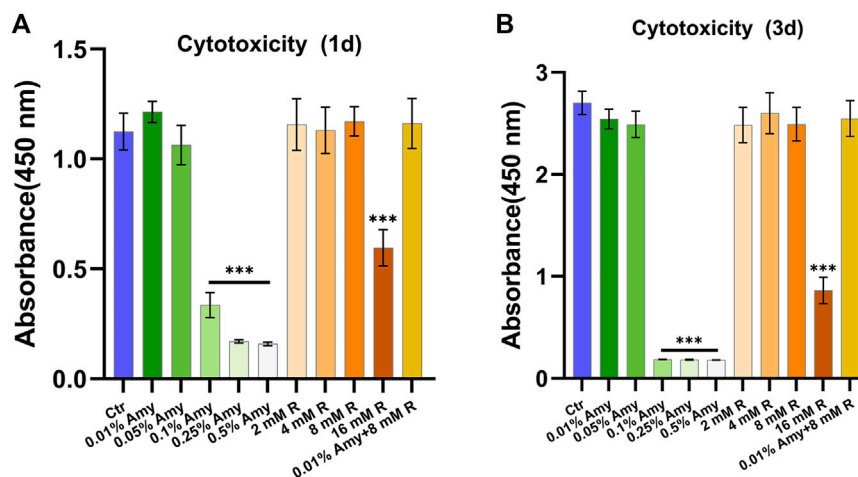 A
Cytotoxicity (1d)
Absorbance(450 nm)
1.5
1.0
0.5
0.0
***
***
Ctr
0.01% Amy
0.05% Amy
0.1% Amy
0.25% Amy
0.5% Amy
2 mM R
4 mM R
8 mM R
16 mM R
0.01% Amy+8 mM R
B
Cytotoxicity (3d)
Absorbance(450 nm)
3
2
1
0
***
***
Ctr
0.01% Amy
0.05% Amy
0.1% Amy
0.25% Amy
0.5% Amy
2 mM R
4 mM R
8 mM R
16 mM R
0.01% Amy+8 mM R